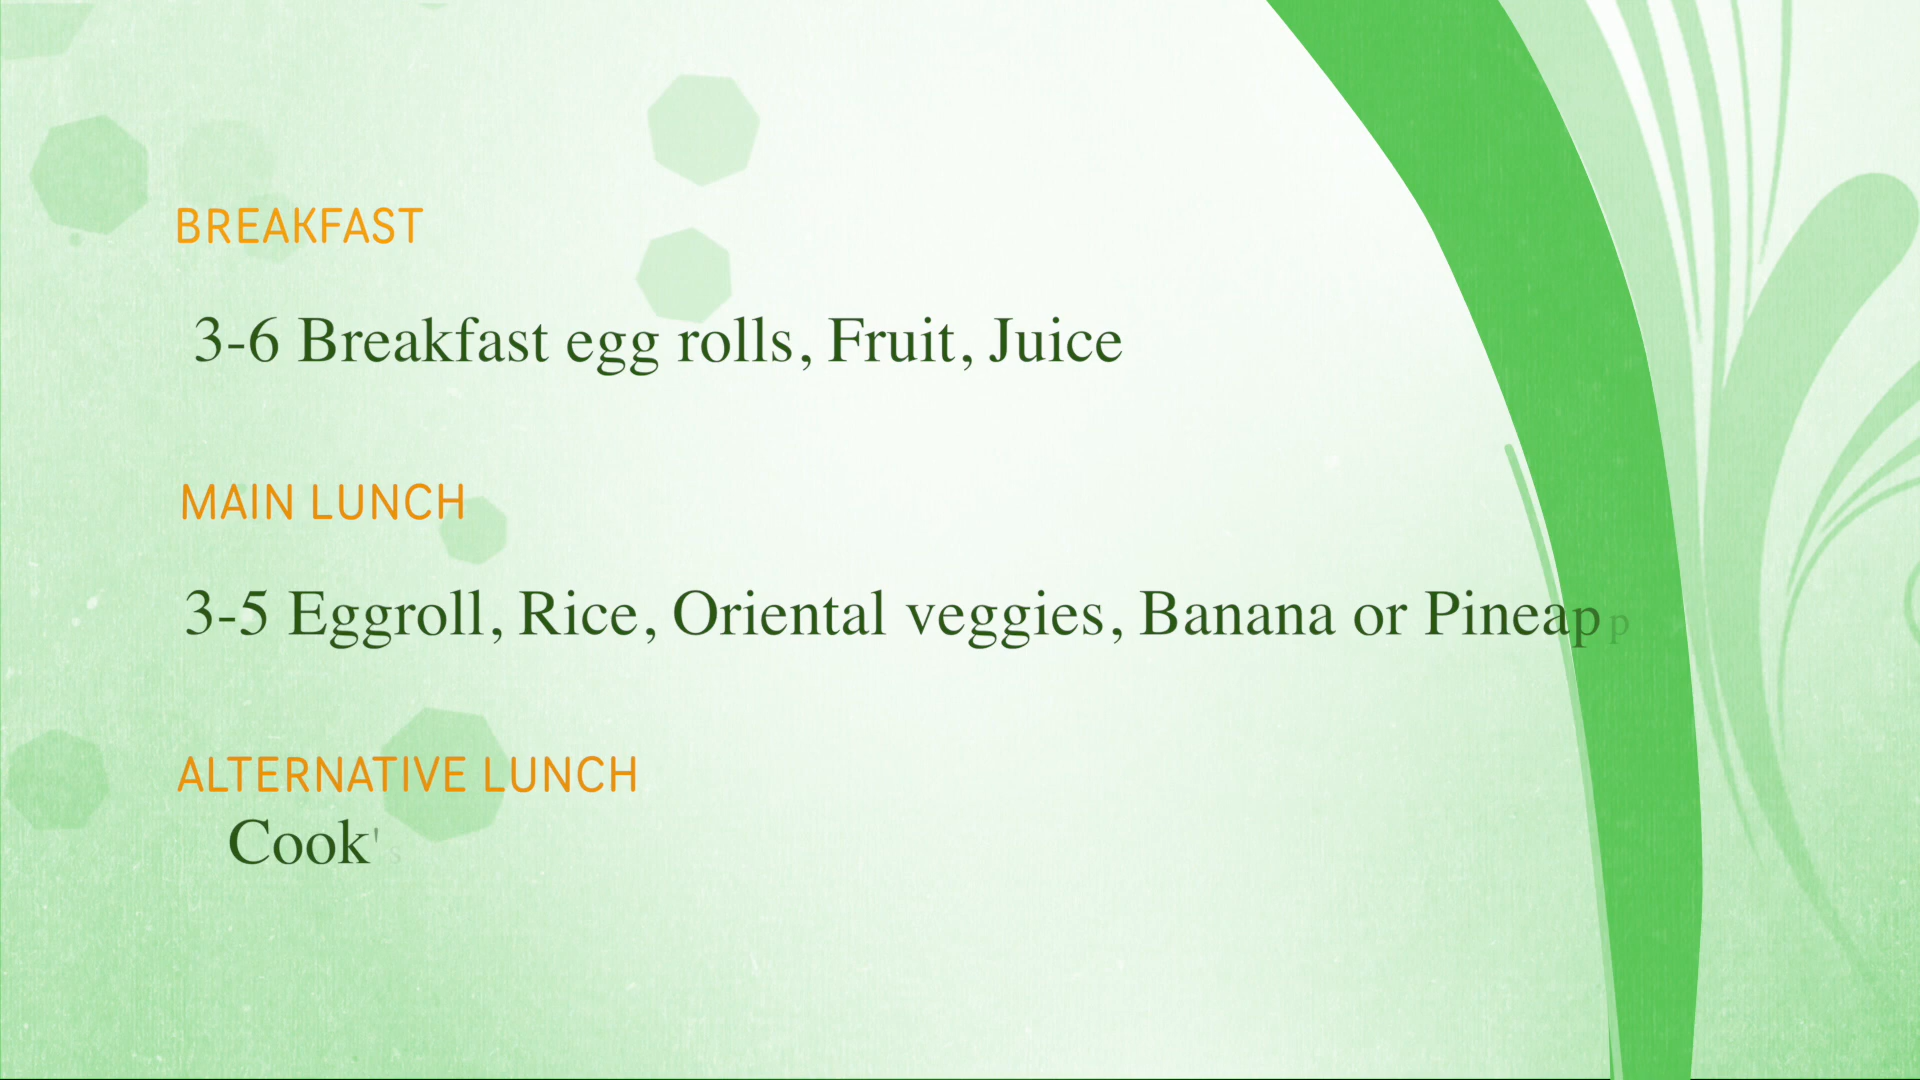 BREAKFAST
3-6 Breakfast egg rolls, Fruit, Juice
MAIN LUNCH
3-5 Eggroll, Rice, Oriental veggies, Banana or Pineapp
ALTERNATIVE LUNCH
Cook's